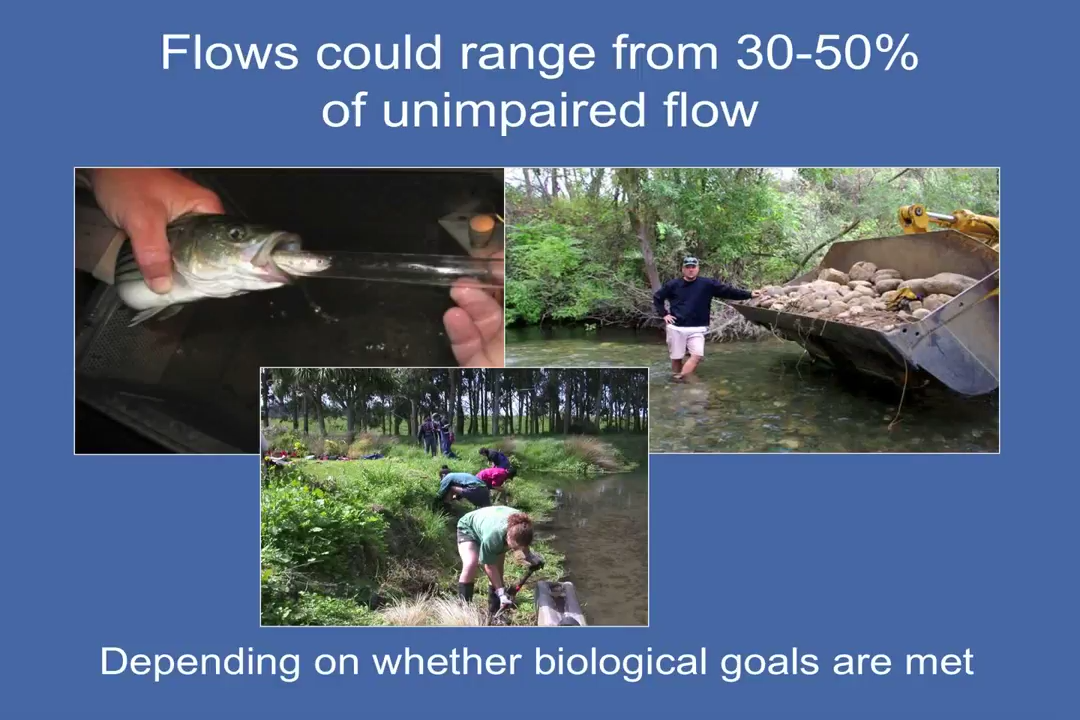 Flows could range from 30-50%
of unimpaired flow
Depending on whether biological goals are met